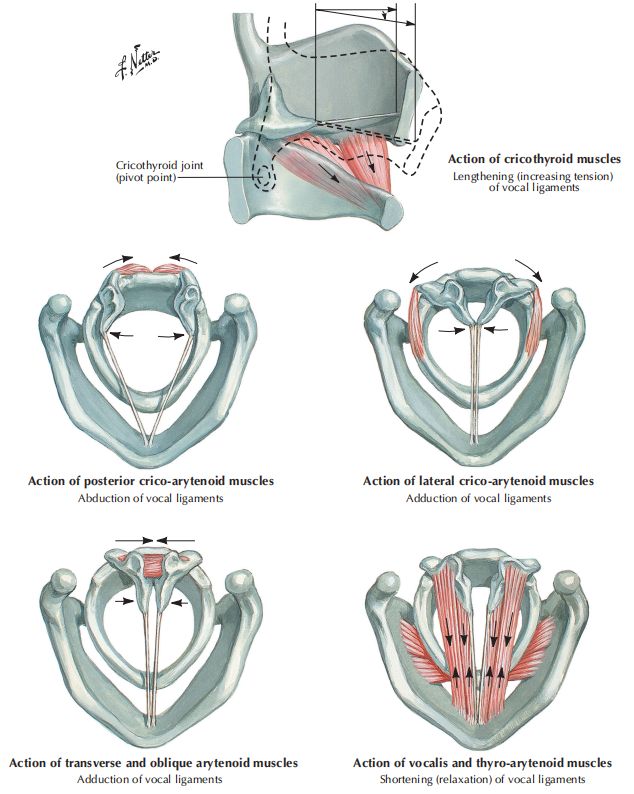 F. Netter
M.D.
Cricothyroid joint
(pivot point)
Action of cricothyroid muscles
Lengthening (increasing tension)
of vocal ligaments
Action of posterior crico-arytenoid muscles
Abduction of vocal ligaments
Action of lateral crico-arytenoid muscles
Adduction of vocal ligaments
Action of transverse and oblique arytenoid muscles
Adduction of vocal ligaments
Action of vocalis and thyro-arytenoid muscles
Shortening (relaxation) of vocal ligaments